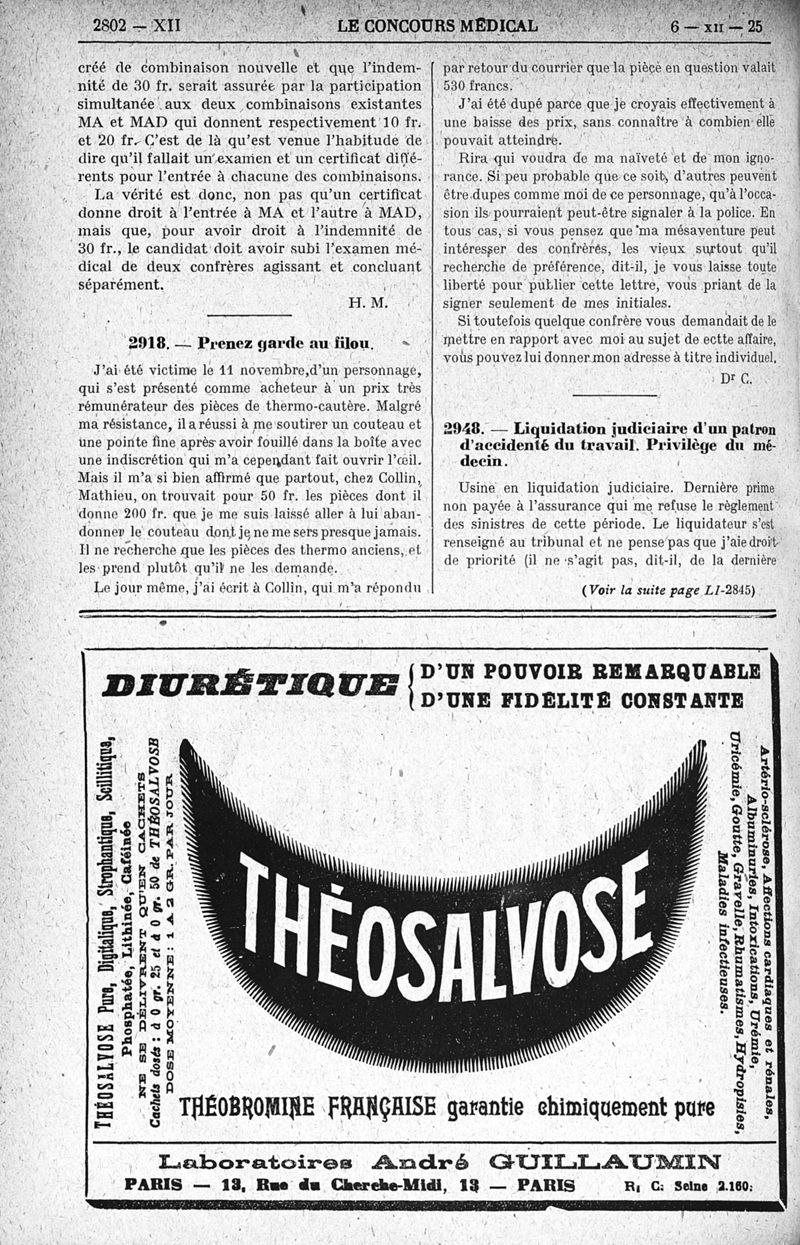 2802 — XII
LE CONCOURS MÉDICAL
6 — XII — 25
créé de combinaison nouvelle et que l'indem-
nité de 30 fr. serait assurée par la participation
simultanée aux deux combinaisons existantes
MA et MAD qui donnent respectivement 10 fr.
et 20 fr. C'est de là qu'est venue l'habitude de
dire qu'il fallait un examen et un certificat diffé-
rents pour l'entrée à chacune des combinaisons.
La vérité est donc, non pas qu'un certificat
donne droit à l'entrée à MA et l'autre à MAD,
mais que, pour avoir droit à l'indemnité de
30 fr., le candidat doit avoir subi l'examen mé-
dical de deux confrères agissant et concluant
séparément.
H. M.
2918. — Prenez garde au filou.
J'ai été victime le 11 novembre, d'un personnage,
qui s'est présenté comme acheteur à un prix très
rémunérateur des pièces de thermo-cautère. Malgré
ma résistance, il a réussi à me soutirer un couteau et
une pointe fine après avoir fouillé dans la boîte avec
une indiscrétion qui m'a cependant fait ouvrir l'œil.
Mais il m'a si bien affirmé que partout, chez Collin,
Mathieu, on trouvait pour 50 fr. les pièces dont il
donne 200 fr. que je me suis laissé aller à lui aban-
donner le couteau dont je ne me sers presque jamais.
Il ne recherche que les pièces des thermo anciens, et
les prend plutôt qu'il ne les demande.
Le jour même, j'ai écrit à Collin, qui m'a répondu
par retour du courrier que la pièce en question valait
530 francs.
J'ai été dupé parce que je croyais effectivement à
une baisse des prix, sans connaître à combien elle
pouvait atteindre.
Rira qui voudra de ma naïveté et de mon igno-
rance. Si peu probable que ce soit, d'autres peuvent
être dupes comme moi de ce personnage, qu'à l'occa-
sion ils pourraient peut-être signaler à la police. En
tous cas, si vous pensez que ma mésaventure peut
intéresser des confrères, les vieux surtout qu'il
recherche de préférence, dit-il, je vous laisse toute
liberté pour publier cette lettre, vous priant de la
signer seulement de mes initiales.
Si toutefois quelque confrère vous demandait de le
mettre en rapport avec moi au sujet de ectte affaire,
vous pouvez lui donner mon adresse à titre individuel.
Dr C.
2948. — Liquidation judiciaire d'un patron
d'accidenté du travail. Privilège du mé-
decin.
Usine en liquidation judiciaire. Dernière prime
non payée à l'assurance qui me refuse le règlement
des sinistres de cette période. Le liquidateur s'est
renseigné au tribunal et ne pense pas que j'aie droit
de priorité (il ne s'agit pas, dit-il, de la dernière
(Voir la suite page LI-2845)
DIURÉTIQUE
D'UN POUVOIR REMARQUABLE
D'UNE FIDÉLITÉ CONSTANTE
THÉOSALVOSE Pure, Digitalique, Strophantique, Scillitique,
Phosphatée, Lithinée, Caféinée
NE SE DÉLIVRENT QU'EN CACHETS
Cachets dosés : à 0 gr. 25 et à 0 gr. 50 de THÉOSALVOSE
DOSE MOYENNE : 1 A 2 GR. PAR JOUR
THÉOSALVOSE
Artério-sclérose, Affections cardiaques et rénales,
Albuminuries, Intoxications, Urémie,
Uricémie, Goutte, Gravelle, Rhumatismes, Hydropisies,
Maladies infectieuses.
THÉOBROMINE FRANÇAISE garantie chimiquement pure
Laboratoires André GUILLAUMIN
PARIS — 13, Rue du Cherche-Midi, 13 — PARIS R. C. Seine 2.160.